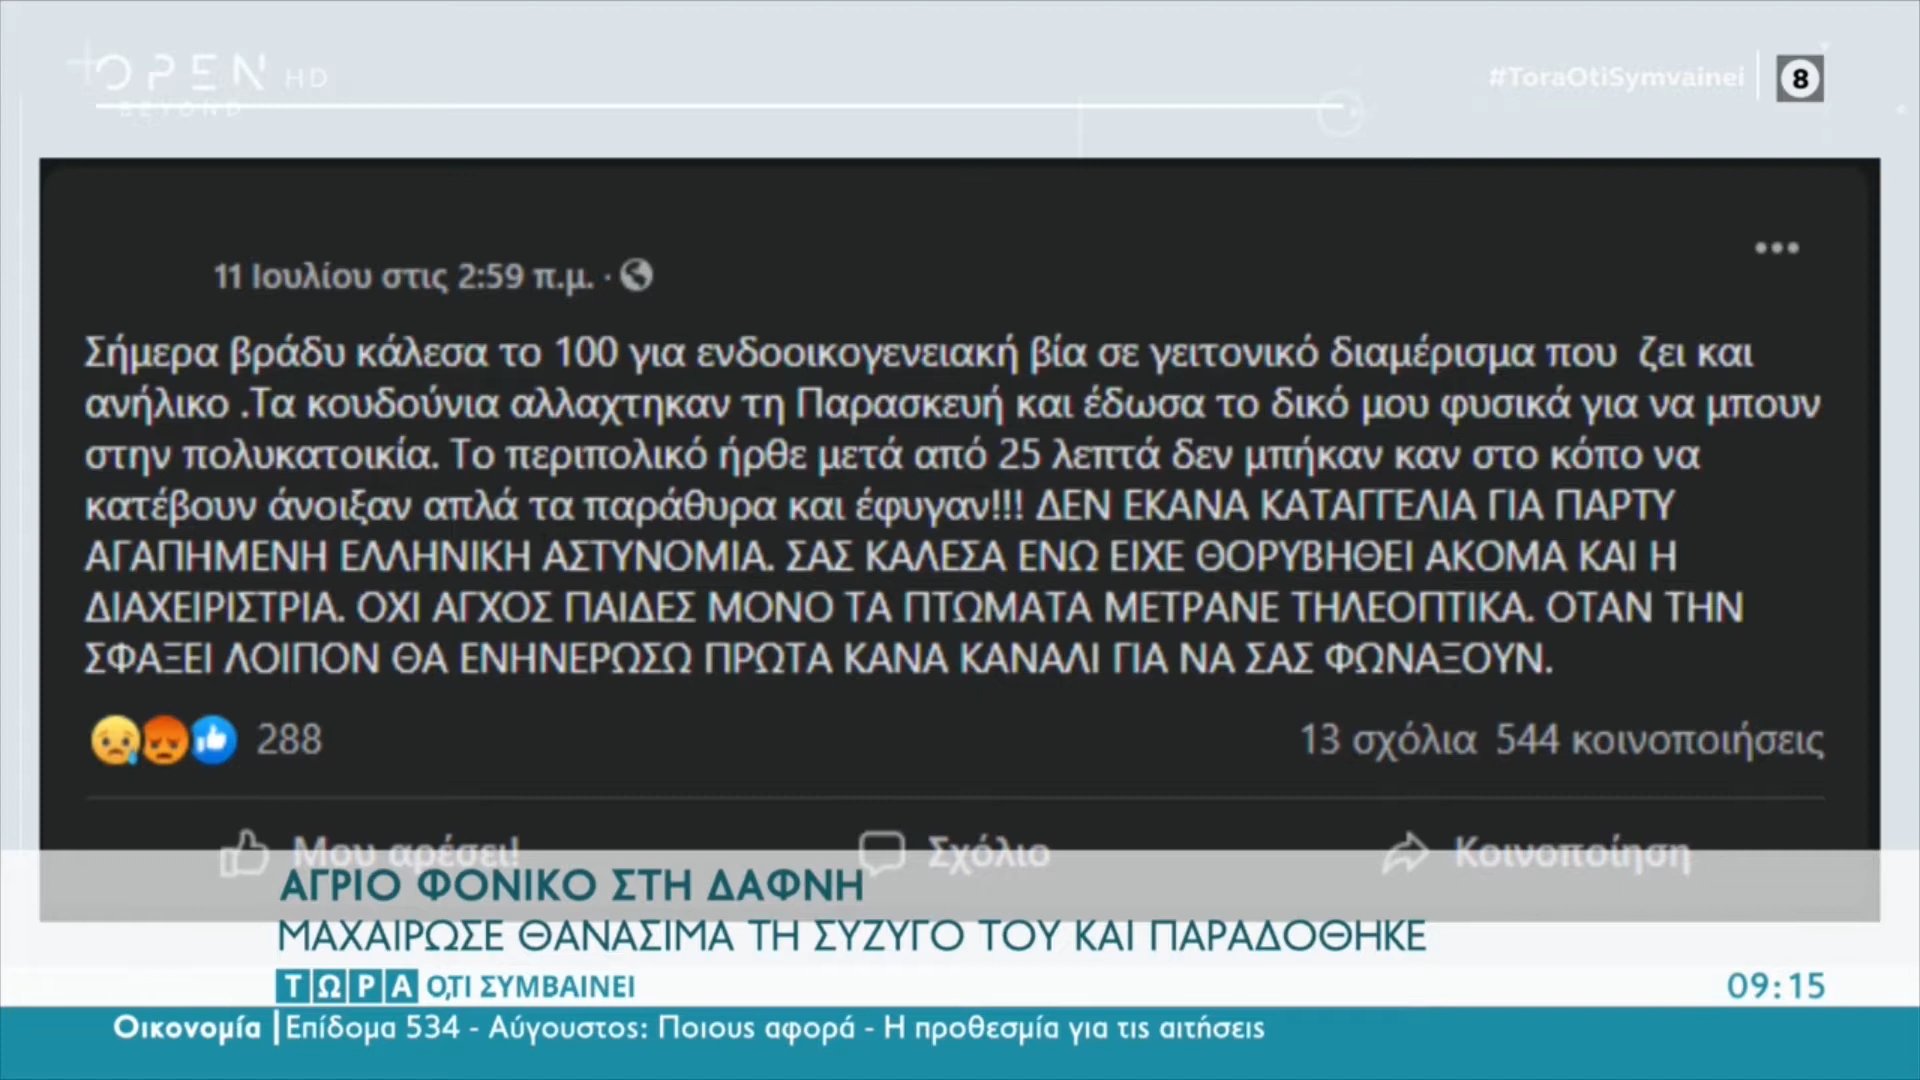 OPEN HD
BEYOND
#ToraOtiSymvainei
8
11 Ιουλίου στις 2:59 π.μ. ·
Σήμερα βράδυ κάλεσα το 100 για ενδοοικογενειακή βία σε γειτονικό διαμέρισμα που ζει και
ανήλικο .Τα κουδούνια αλλαχτηκαν τη Παρασκευή και έδωσα το δικό μου φυσικά για να μπουν
στην πολυκατοικία. Το περιπολικό ήρθε μετά από 25 λεπτά δεν μπήκαν καν στο κόπο να
κατέβουν άνοιξαν απλά τα παράθυρα και έφυγαν!!! ΔΕΝ ΕΚΑΝΑ ΚΑΤΑΓΓΕΛΙΑ ΓΙΑ ΠΑΡΤΥ
ΑΓΑΠΗΜΕΝΗ ΕΛΛΗΝΙΚΗ ΑΣΤΥΝΟΜΙΑ. ΣΑΣ ΚΑΛΕΣΑ ΕΝΩ ΕΙΧΕ ΘΟΡΥΒΗΘΕΙ ΑΚΟΜΑ ΚΑΙ Η
ΔΙΑΧΕΙΡΙΣΤΡΙΑ. ΟΧΙ ΑΓΧΟΣ ΠΑΙΔΕΣ ΜΟΝΟ ΤΑ ΠΤΩΜΑΤΑ ΜΕΤΡΑΝΕ ΤΗΛΕΟΠΤΙΚΑ. ΟΤΑΝ ΤΗΝ
ΣΦΑΞΕΙ ΛΟΙΠΟΝ ΘΑ ΕΝΗΝΕΡΩΣΩ ΠΡΩΤΑ ΚΑΝΑ ΚΑΝΑΛΙ ΓΙΑ ΝΑ ΣΑΣ ΦΩΝΑΞΟΥΝ.
288
13 σχόλια 544 κοινοποιήσεις
Μου αρέσει!
Σχόλιο
Κοινοποίηση
ΑΓΡΙΟ ΦΟΝΙΚΟ ΣΤΗ ΔΑΦΝΗ
ΜΑΧΑΙΡΩΣΕ ΘΑΝΑΣΙΜΑ ΤΗ ΣΥΖΥΓΟ ΤΟΥ ΚΑΙ ΠΑΡΑΔΟΘΗΚΕ
ΤΩΡΑ Ο,ΤΙ ΣΥΜΒΑΙΝΕΙ
09:15
Οικονομία | Επίδομα 534 - Αύγουστος: Ποιους αφορά - Η προθεσμία για τις αιτήσεις